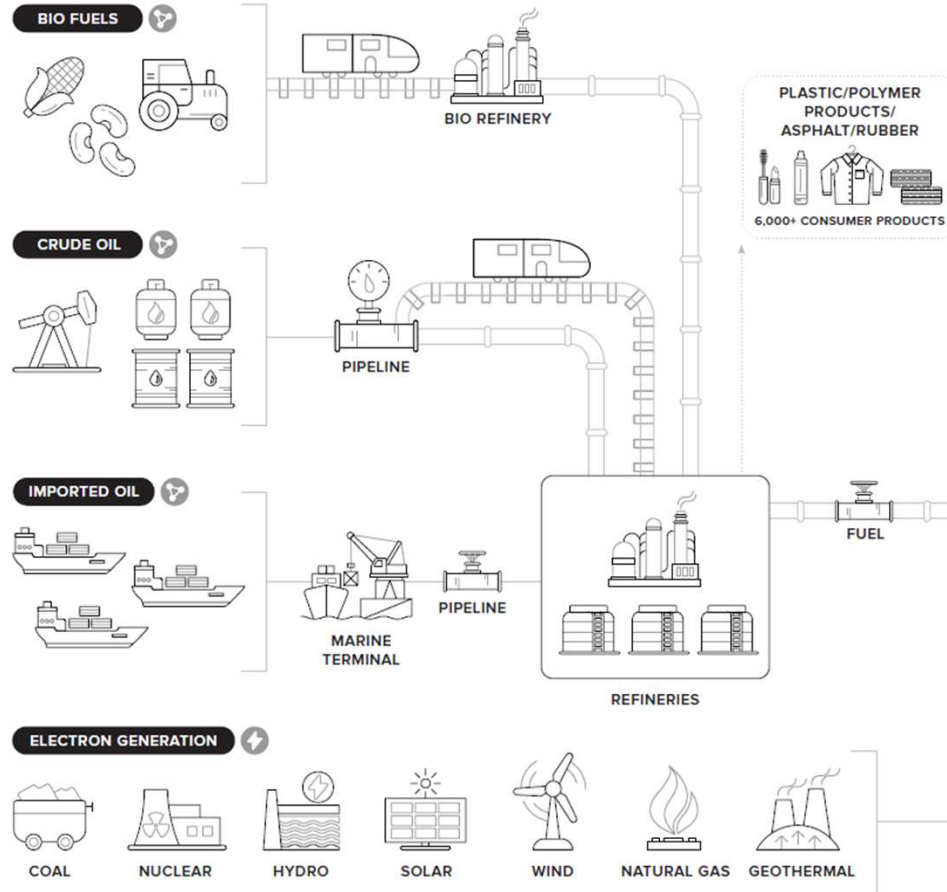 BIO FUELS
BIO REFINERY
PLASTIC/POLYMER
PRODUCTS/
ASPHALT/RUBBER
6,000+ CONSUMER PRODUCTS
CRUDE OIL
PIPELINE
IMPORTED OIL
MARINE
TERMINAL
PIPELINE
REFINERIES
FUEL
ELECTRON GENERATION
COAL
NUCLEAR
HYDRO
SOLAR
WIND
NATURAL GAS
GEOTHERMAL